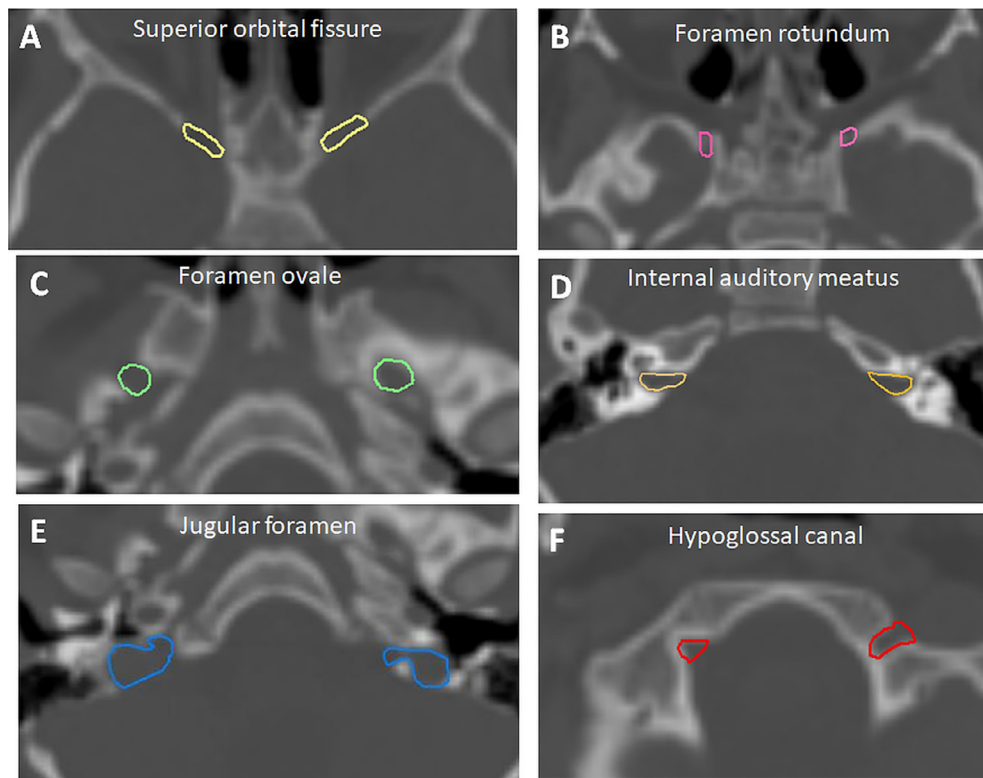 A Superior orbital fissure
B Foramen rotundum
C Foramen ovale
D Internal auditory meatus
E Jugular foramen
F Hypoglossal canal